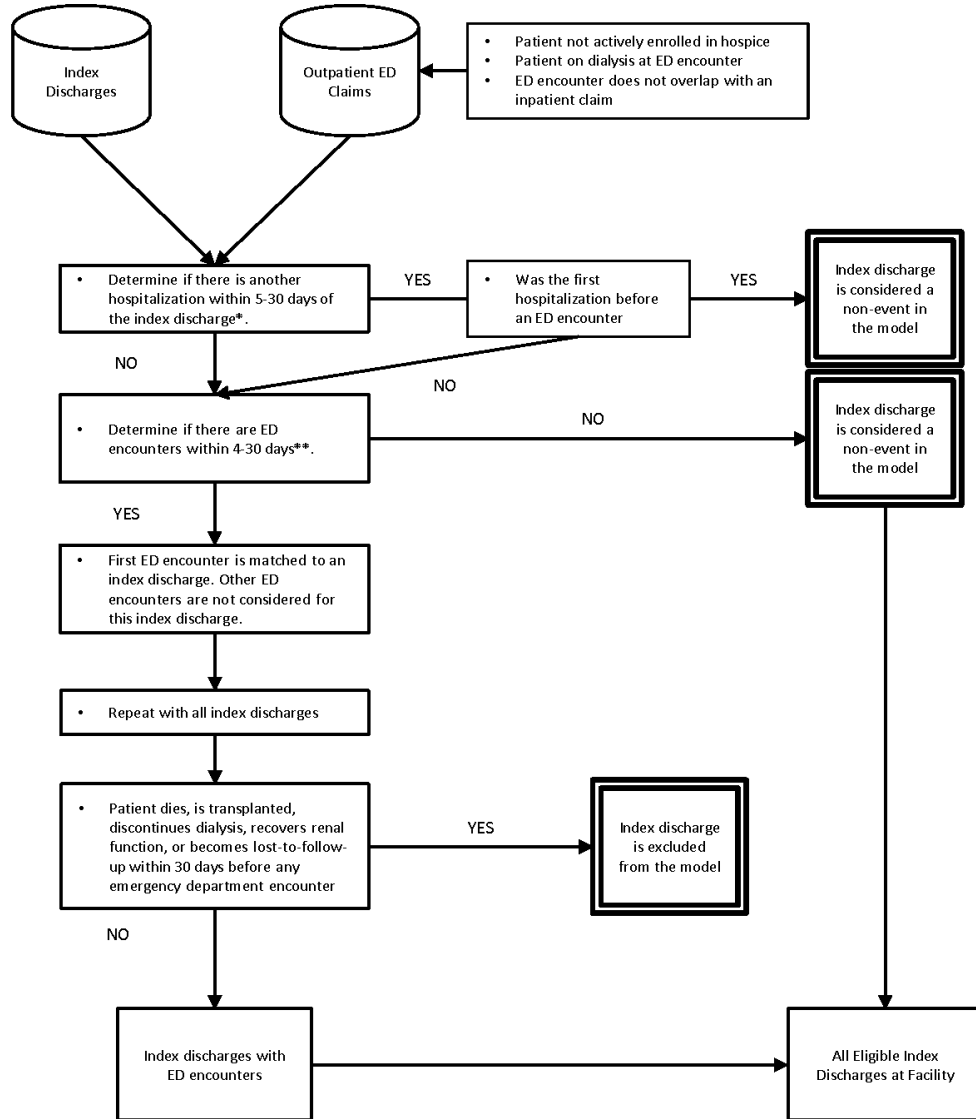 Index
Discharges
Outpatient ED
Claims
• Patient not actively enrolled in hospice
• Patient on dialysis at ED encounter
• ED encounter does not overlap with an
inpatient claim
• Determine if there is another
hospitalization within 5-30 days of
the index discharge*.
YES
• Was the first
hospitalization before
an ED encounter
YES
Index discharge
is considered a
non-event in
the model
NO
NO
• Determine if there are ED
encounters within 4-30 days**.
NO
Index discharge
is considered a
non-event in
the model
YES
• First ED encounter is matched to an
index discharge. Other ED
encounters are not considered for
this index discharge.
• Repeat with all index discharges
• Patient dies, is transplanted,
discontinues dialysis, recovers renal
function, or becomes lost-to-follow-
up within 30 days before any
emergency department encounter
YES
Index discharge
is excluded
from the model
NO
Index discharges with
ED encounters
All Eligible Index
Discharges at Facility